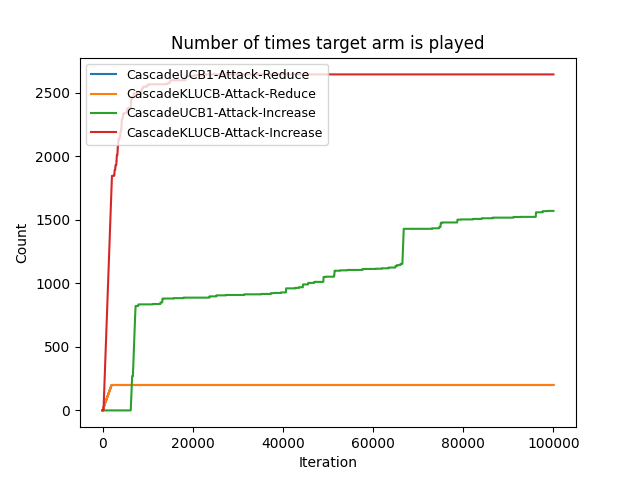 Number of times target arm is played
CascadeUCB1-Attack-Reduce
CascadeKLUCB-Attack-Reduce
CascadeUCB1-Attack-Increase
CascadeKLUCB-Attack-Increase
2500
2000
1500
1000
500
0
Count
0 20000 40000 60000 80000 100000
Iteration